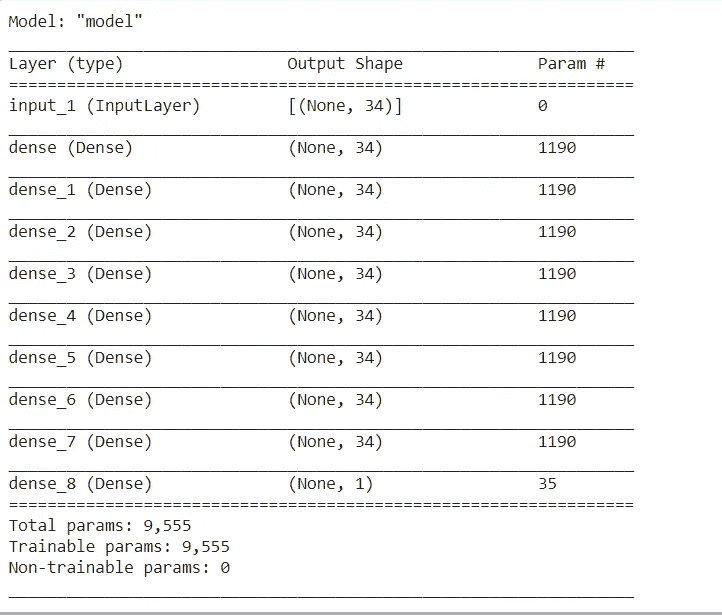 Model: "model"
Layer (type) Output Shape Param #
input_1 (InputLayer) [(None, 34)] 0
dense (Dense) (None, 34) 1190
dense_1 (Dense) (None, 34) 1190
dense_2 (Dense) (None, 34) 1190
dense_3 (Dense) (None, 34) 1190
dense_4 (Dense) (None, 34) 1190
dense_5 (Dense) (None, 34) 1190
dense_6 (Dense) (None, 34) 1190
dense_7 (Dense) (None, 34) 1190
dense_8 (Dense) (None, 1) 35
Total params: 9,555
Trainable params: 9,555
Non-trainable params: 0